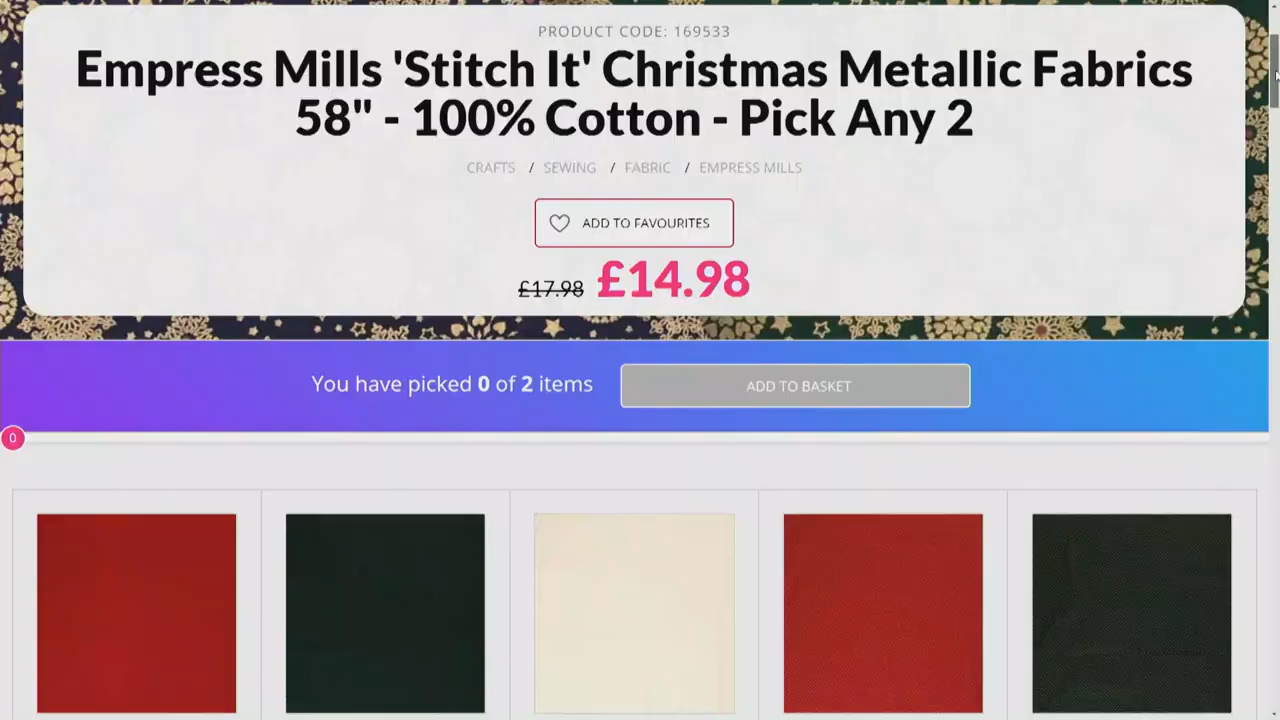 PRODUCT CODE: 169533
Empress Mills 'Stitch It' Christmas Metallic Fabrics
58" - 100% Cotton - Pick Any 2
CRAFTS / SEWING / FABRIC / EMPRESS MILLS
ADD TO FAVOURITES
£17.98 £14.98
You have picked 0 of 2 items ADD TO BASKET
0